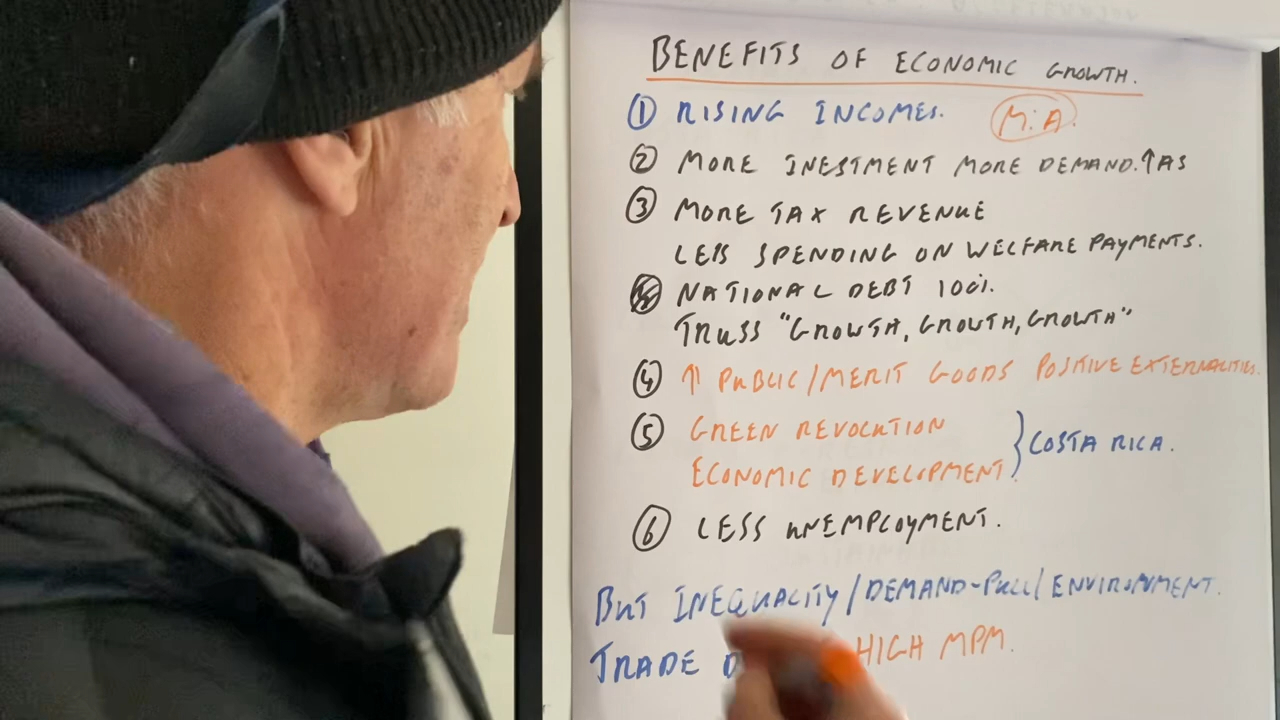 BENEFITS OF ECONOMIC GROWTH.
① RISING INCOMES. M.A.
② MORE INESTMENT MORE DEMAND.↑AS
③ MORE TAX REVENUE
LESS SPENDING ON WELFARE PAYMENTS.
NATIONAL DEBT 100%.
TRUSS "GROWTH, GROWTH, GROWTH"
④ ⇑ PUBLIC/MERIT GOODS POSITIVE EXTERNALITIES.
⑤ GREEN REVOLUTION
ECONOMIC DEVELOPMENT } COSTA RICA.
⑥ LESS UNEMPLOYMENT.
BUT INEQUALITY/DEMAND-PULL/ENVIRONMENT.
TRADE D HIGH MPM.